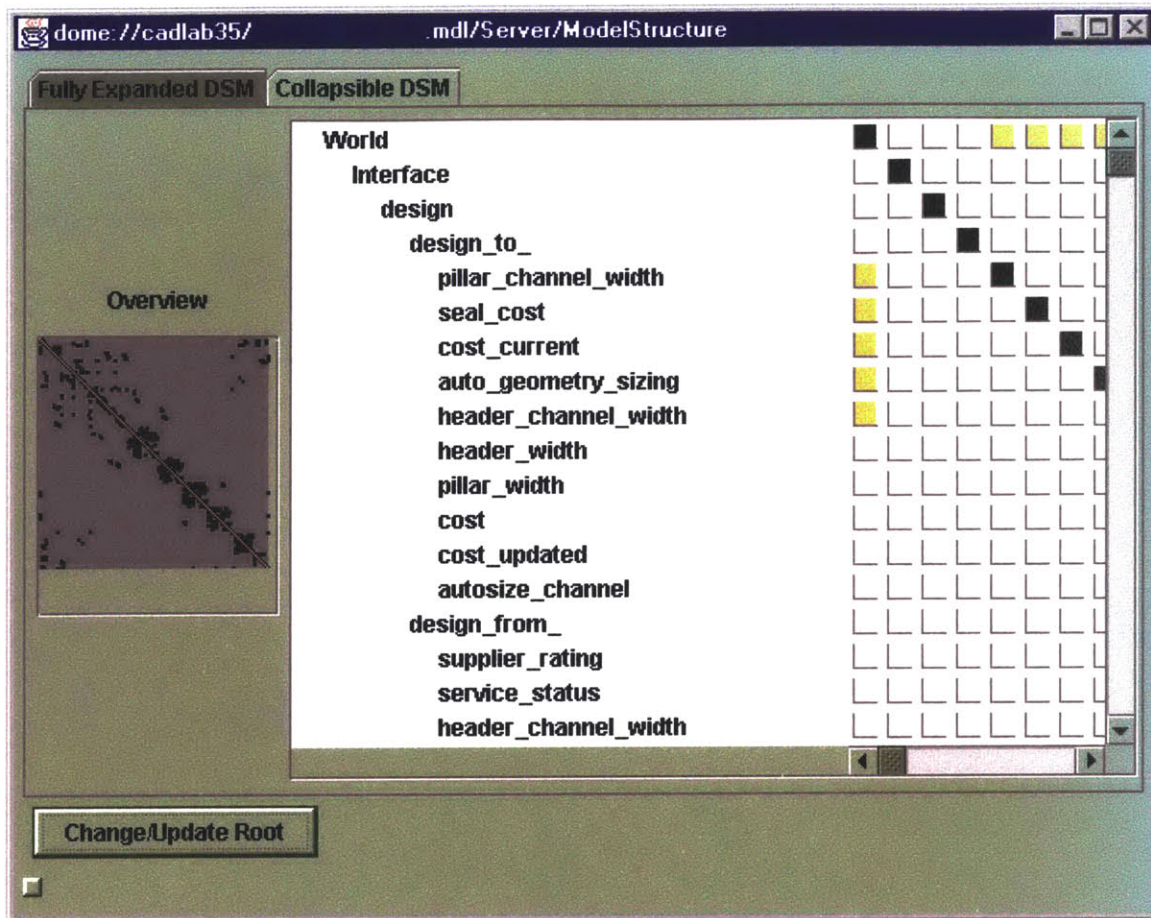 dome://cadlab35/ .mdl/Server/ModelStructure
Fully Expanded DSM Collapsible DSM
World
Interface
design
design_to_
pillar_channel_width
Overview
seal_cost
cost_current
auto_geometry_sizing
header_channel_width
header_width
pillar_width
cost
cost_updated
autosize_channel
design_from_
supplier_rating
service_status
header_channel_width
Change/Update Root